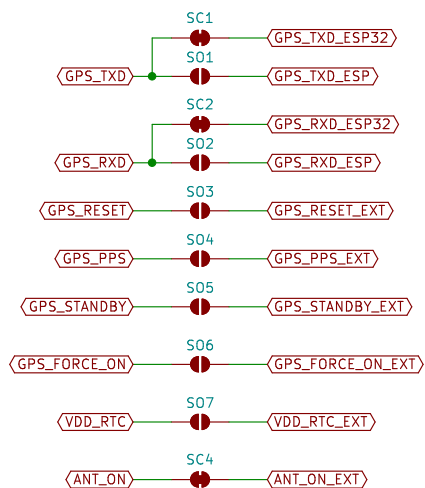 SC1
GPS_TXD_ESP32
SO1
GPS_TXD GPS_TXD_ESP
SC2
GPS_RXD_ESP32
SO2
GPS_RXD GPS_RXD_ESP
SO3
GPS_RESET GPS_RESET_EXT
SO4
GPS_PPS GPS_PPS_EXT
SO5
GPS_STANDBY GPS_STANDBY_EXT
SO6
GPS_FORCE_ON GPS_FORCE_ON_EXT
SO7
VDD_RTC VDD_RTC_EXT
SC4
ANT_ON ANT_ON_EXT